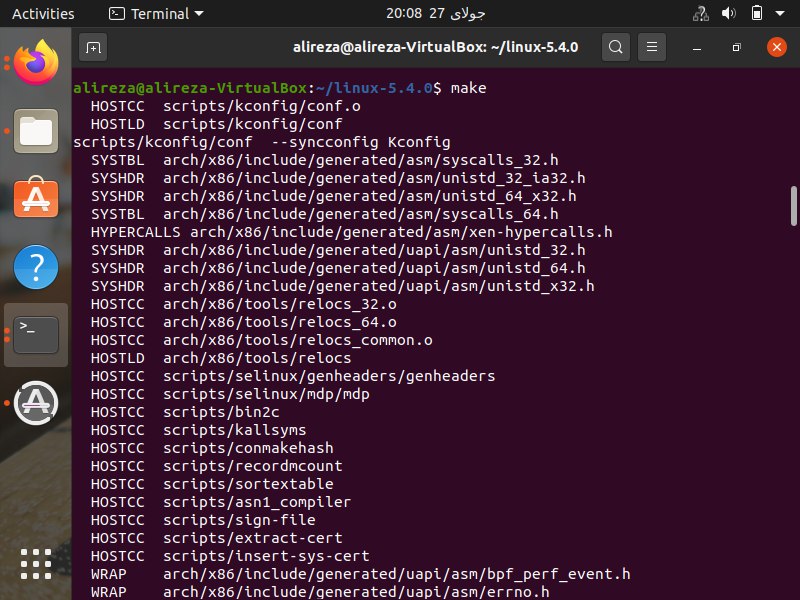 Activities Terminal 20:08 27 جولای
alireza@alireza-VirtualBox: ~/linux-5.4.0
alireza@alireza-VirtualBox:~/linux-5.4.0$ make
HOSTCC scripts/kconfig/conf.o
HOSTLD scripts/kconfig/conf
scripts/kconfig/conf --syncconfig Kconfig
SYSTBL arch/x86/include/generated/asm/syscalls_32.h
SYSHDR arch/x86/include/generated/asm/unistd_32_ia32.h
SYSHDR arch/x86/include/generated/asm/unistd_64_x32.h
SYSTBL arch/x86/include/generated/asm/syscalls_64.h
HYPERCALLS arch/x86/include/generated/asm/xen-hypercalls.h
SYSHDR arch/x86/include/generated/uapi/asm/unistd_32.h
SYSHDR arch/x86/include/generated/uapi/asm/unistd_64.h
SYSHDR arch/x86/include/generated/uapi/asm/unistd_x32.h
HOSTCC arch/x86/tools/relocs_32.o
HOSTCC arch/x86/tools/relocs_64.o
HOSTCC arch/x86/tools/relocs_common.o
HOSTLD arch/x86/tools/relocs
HOSTCC scripts/selinux/genheaders/genheaders
HOSTCC scripts/selinux/mdp/mdp
HOSTCC scripts/bin2c
HOSTCC scripts/kallsyms
HOSTCC scripts/conmakehash
HOSTCC scripts/recordmcount
HOSTCC scripts/sortextable
HOSTCC scripts/asn1_compiler
HOSTCC scripts/sign-file
HOSTCC scripts/extract-cert
HOSTCC scripts/insert-sys-cert
WRAP arch/x86/include/generated/uapi/asm/bpf_perf_event.h
WRAP arch/x86/include/generated/uapi/asm/errno.h